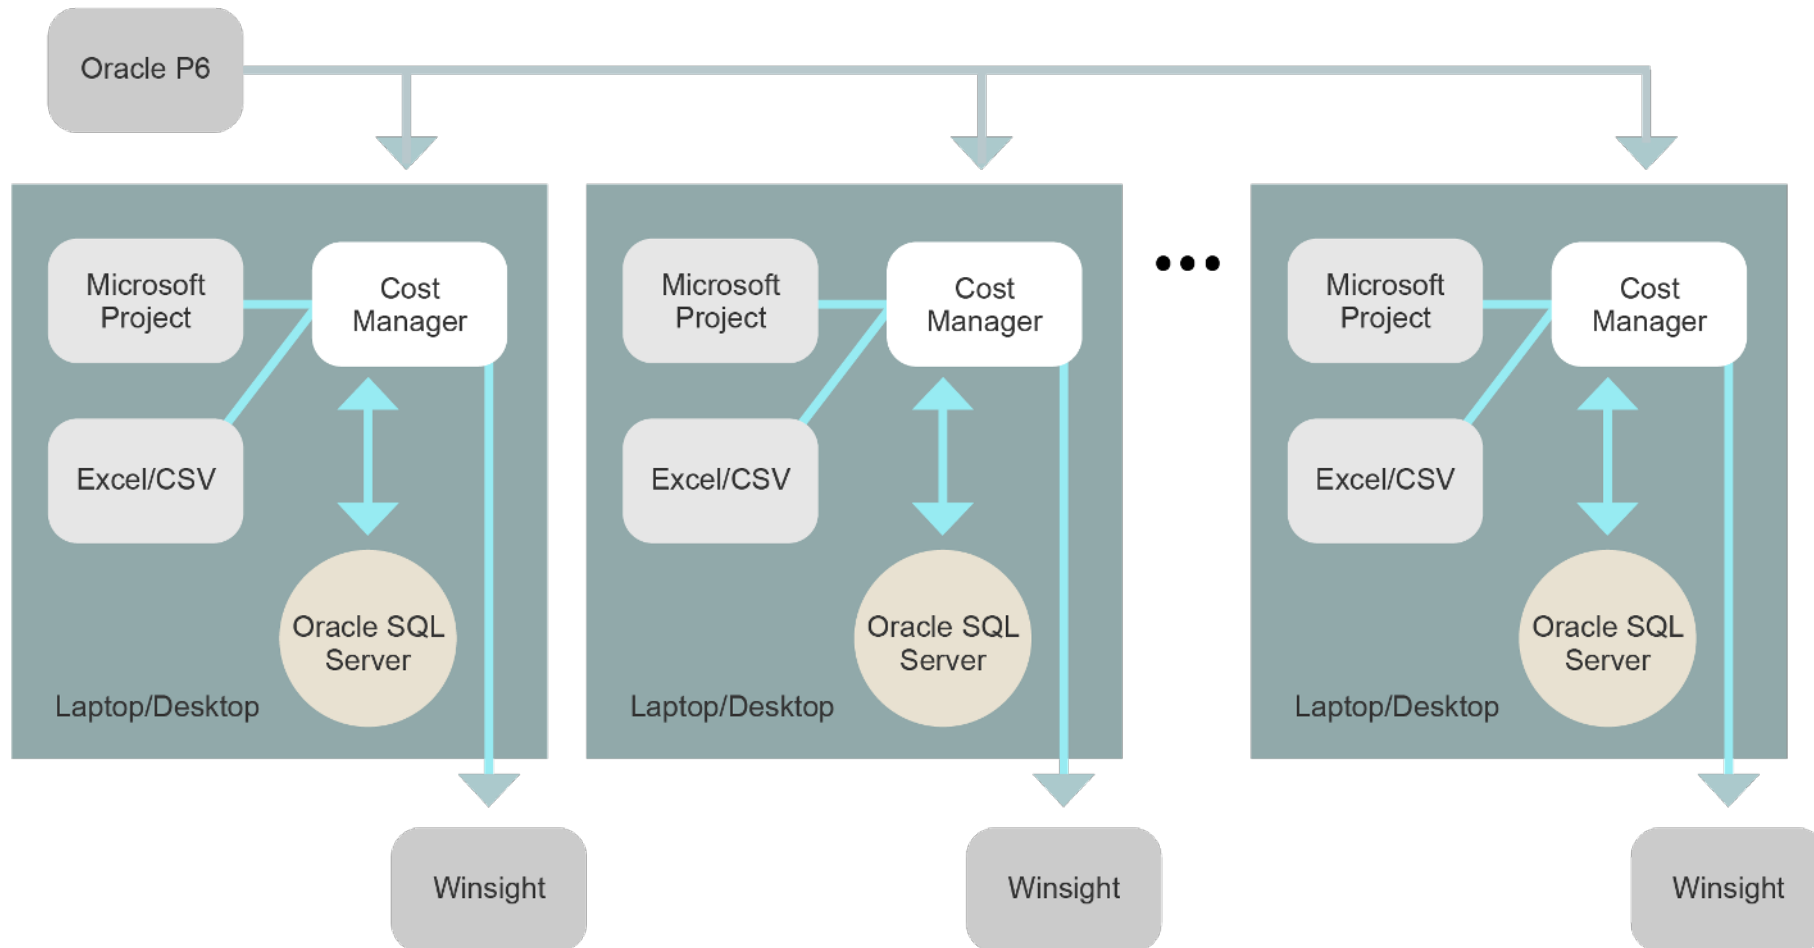 Oracle P6
Microsoft
Project
Cost
Manager
Excel/CSV
Oracle SQL
Server
Laptop/Desktop
Winsight
Microsoft
Project
Cost
Manager
Excel/CSV
Oracle SQL
Server
Laptop/Desktop
Winsight
Microsoft
Project
Cost
Manager
Excel/CSV
Oracle SQL
Server
Laptop/Desktop
Winsight